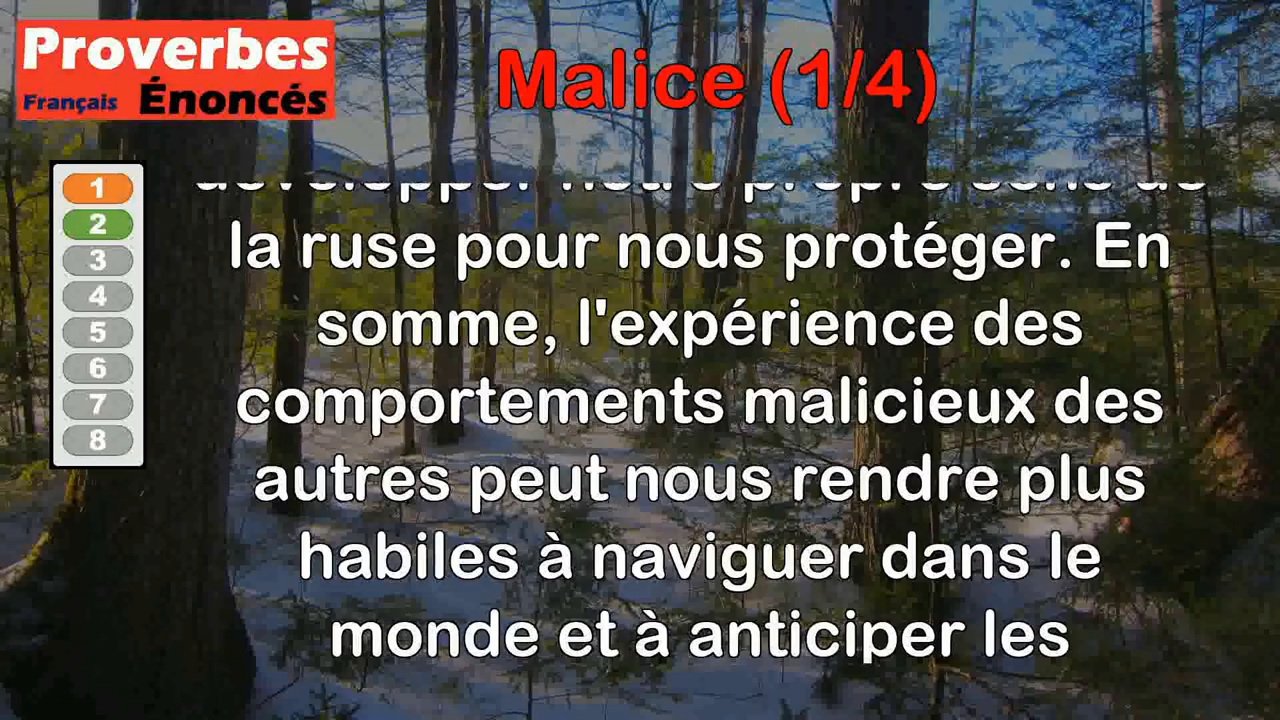 Proverbes
Français Énoncés
Malice (1/4)
1
2
3
4
5
6
7
8
la ruse pour nous protéger. En
somme, l'expérience des
comportements malicieux des
autres peut nous rendre plus
habiles à naviguer dans le
monde et à anticiper les